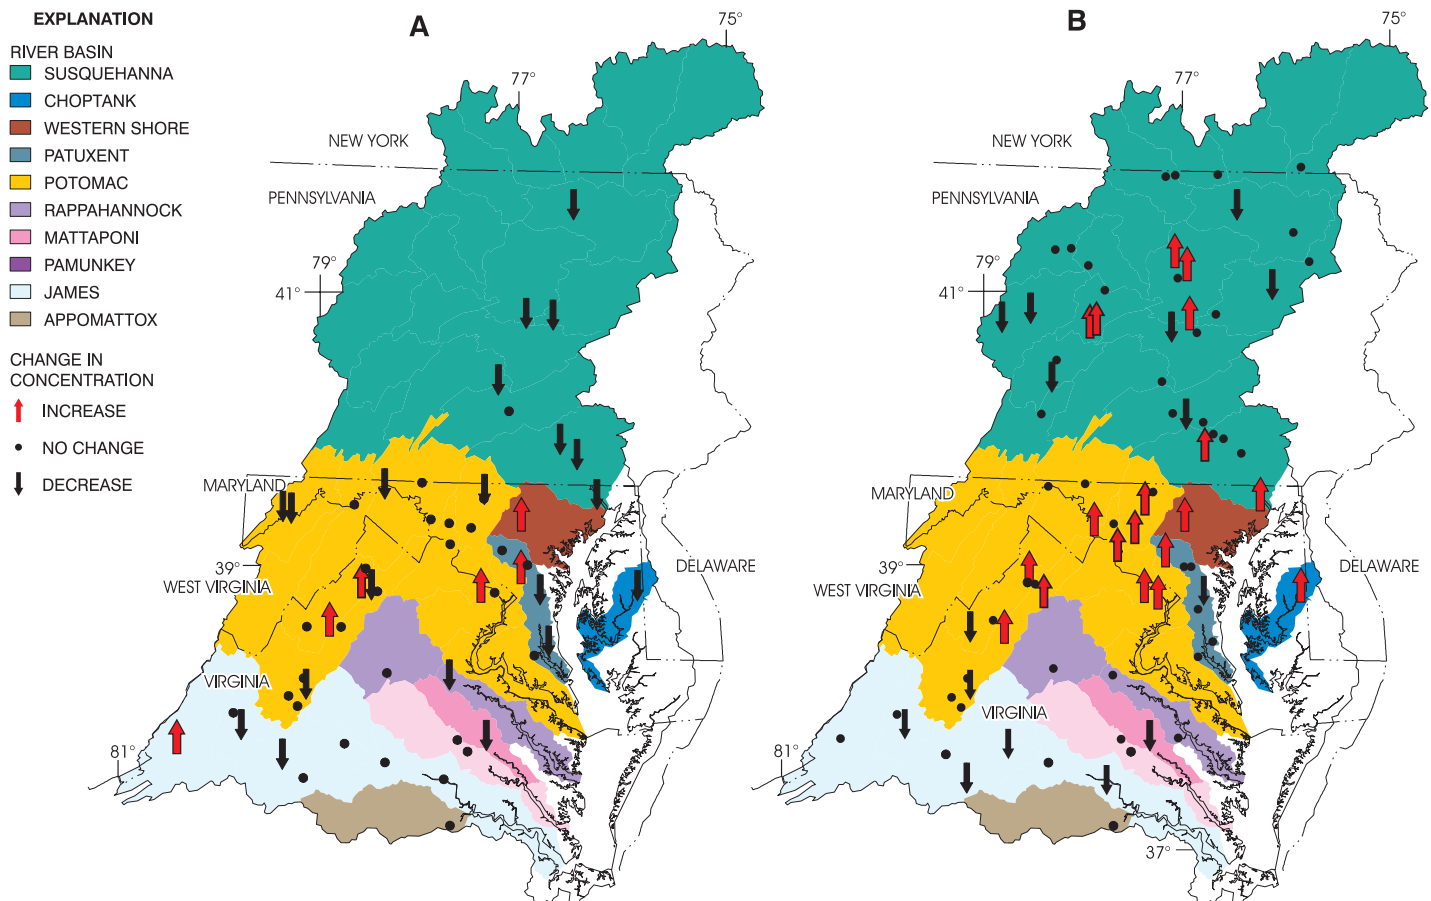 EXPLANATION
RIVER BASIN
SUSQUEHANNA
CHOPTANK
WESTERN SHORE
PATUXENT
POTOMAC
RAPPAHANNOCK
MATTAPONI
PAMUNKEY
JAMES
APPOMATTOX
CHANGE IN
CONCENTRATION
INCREASE
NO CHANGE
DECREASE
A
75°
77°
NEW YORK
PENNSYLVANIA
79°
41°
MARYLAND
39°
WEST VIRGINIA
DELAWARE
VIRGINIA
81°
B
75°
77°
NEW YORK
PENNSYLVANIA
79°
41°
MARYLAND
39°
WEST VIRGINIA
DELAWARE
VIRGINIA
81°
37°